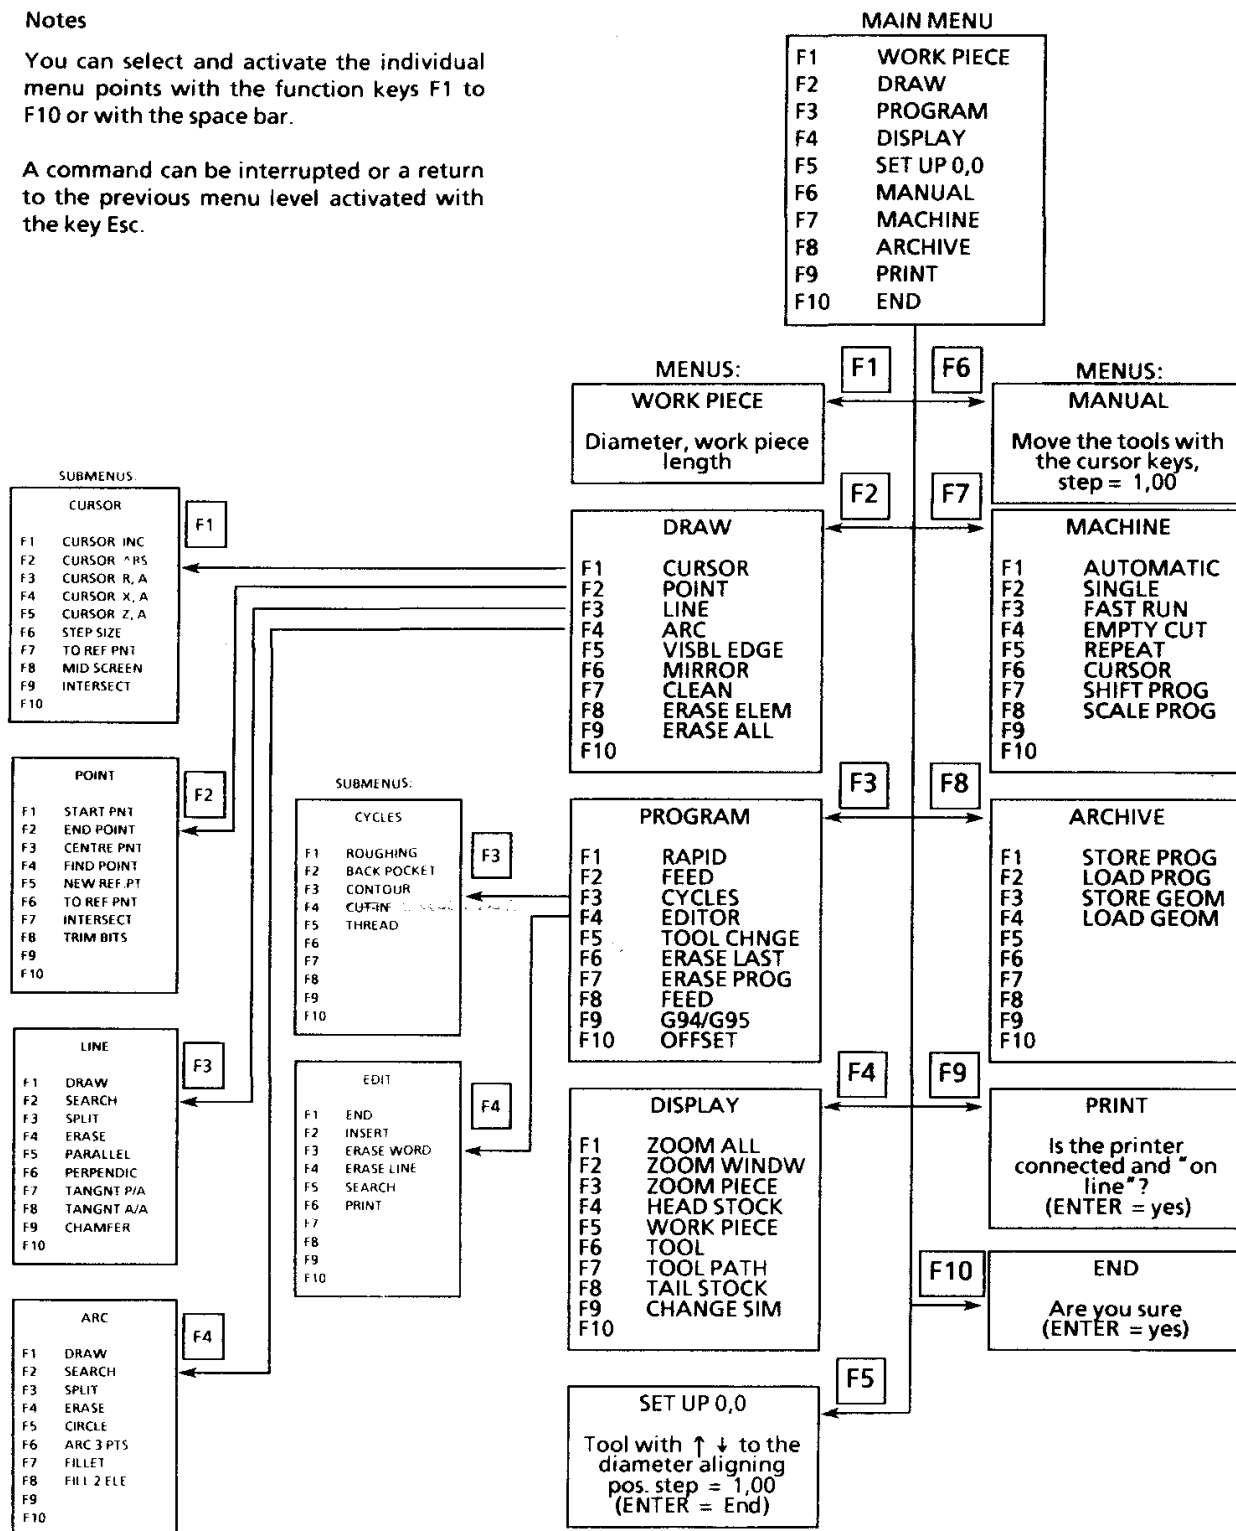 Notes
You can select and activate the individual
menu points with the function keys F1 to
F10 or with the space bar.
A command can be interrupted or a return
to the previous menu level activated with
the key Esc.
MAIN MENU
F1 WORK PIECE
F2 DRAW
F3 PROGRAM
F4 DISPLAY
F5 SET UP 0,0
F6 MANUAL
F7 MACHINE
F8 ARCHIVE
F9 PRINT
F10 END
MENUS:
F1
F6
MENUS:
WORK PIECE
Diameter, work piece
length
MANUAL
Move the tools with
the cursor keys,
step = 1,00
F2
F7
SUBMENUS:
CURSOR
F1
F1 CURSOR INC
F2 CURSOR
F3 CURSOR R, A
F4 CURSOR X, A
F5 CURSOR Z, A
F6 STEP SIZE
F7 TO REF PNT
F8 MID SCREEN
F9 INTERSECT
F10
DRAW
F1 CURSOR
F2 POINT
F3 LINE
F4 ARC
F5 VISBL EDGE
F6 MIRROR
F7 CLEAN
F8 ERASE ELEM
F9 ERASE ALL
F10
MACHINE
F1 AUTOMATIC
F2 SINGLE
F3 FAST RUN
F4 EMPTY CUT
F5 REPEAT
F6 CURSOR
F7 SHIFT PROG
F8 SCALE PROG
F9
F10
POINT
F2
F1 START PNT
F2 END POINT
F3 CENTRE PNT
F4 FIND POINT
F5 NEW REF.PT
F6 TO REF PNT
F7 INTERSECT
F8 TRIM BITS
F9
F10
SUBMENUS:
CYCLES
F3
F1 ROUGHING
F2 BACK POCKET
F3 CONTOUR
F4 CUT-IN
F5 THREAD
F6
F7
F8
F9
F10
F3
F8
PROGRAM
F1 RAPID
F2 FEED
F3 CYCLES
F4 EDITOR
F5 TOOL CHNGE
F6 ERASE LAST
F7 ERASE PROG
F8 FEED
F9 G94/G95
F10 OFFSET
ARCHIVE
F1 STORE PROG
F2 LOAD PROG
F3 STORE GEOM
F4 LOAD GEOM
F5
F6
F7
F8
F9
F10
LINE
F3
F1 DRAW
F2 SEARCH
F3 SPLIT
F4 ERASE
F5 PARALLEL
F6 PERPENDIC
F7 TANGNT P/A
F8 TANGNT A/A
F9 CHAMFER
F10
EDIT
F4
F1 END
F2 INSERT
F3 ERASE WORD
F4 ERASE LINE
F5 SEARCH
F6 PRINT
F7
F8
F9
F10
F4
F9
DISPLAY
F1 ZOOM ALL
F2 ZOOM WINDW
F3 ZOOM PIECE
F4 HEAD STOCK
F5 WORK PIECE
F6 TOOL
F7 TOOL PATH
F8 TAIL STOCK
F9 CHANGE SIM
F10
PRINT
Is the printer
connected and "on
line"?
(ENTER = yes)
F10
END
Are you sure
(ENTER = yes)
ARC
F4
F1 DRAW
F2 SEARCH
F3 SPLIT
F4 ERASE
F5 CIRCLE
F6 ARC 3 PTS
F7 FILLET
F8 FILL 2 ELE
F9
F10
F5
SET UP 0,0
Tool with ↑ ↓ to the
diameter aligning
pos. step = 1,00
(ENTER = End)